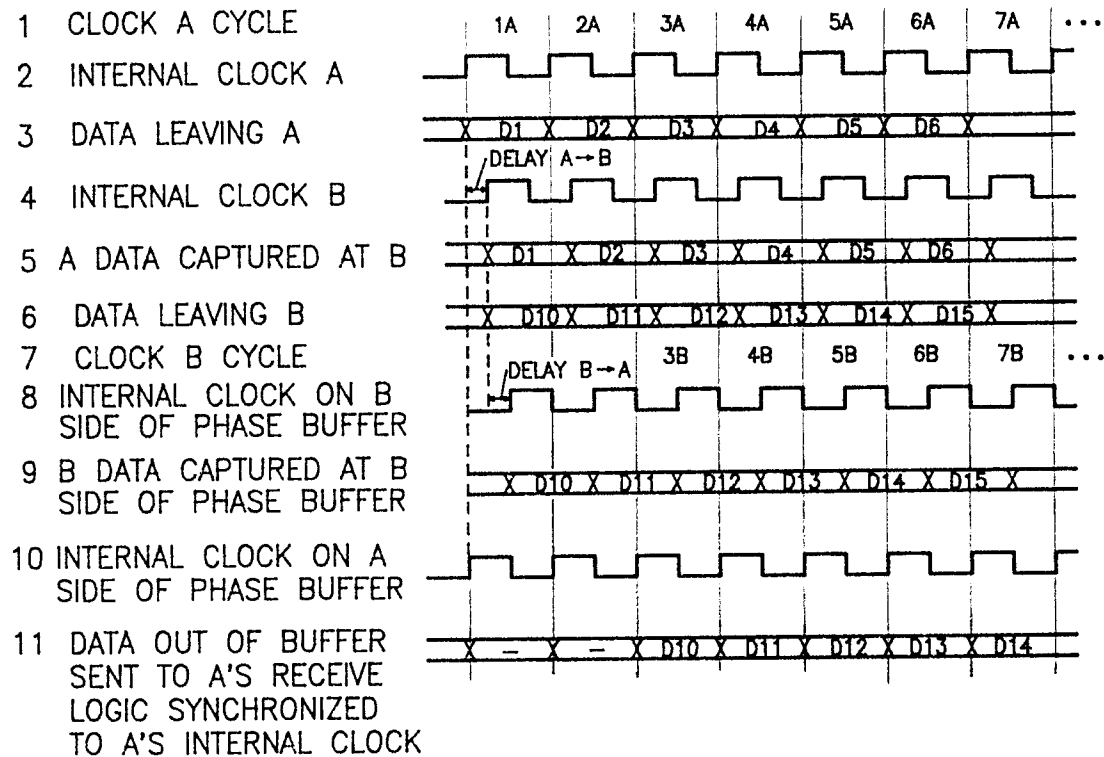 1 CLOCK A CYCLE 1A 2A 3A 4A 5A 6A 7A ...
2 INTERNAL CLOCK A
3 DATA LEAVING A X D1 X D2 X D3 X D4 X D5 X D6 X
DELAY A→B
4 INTERNAL CLOCK B
5 A DATA CAPTURED AT B X D1 X D2 X D3 X D4 X D5 X D6 X
6 DATA LEAVING B X D10 X D11 X D12 X D13 X D14 X D15 X
7 CLOCK B CYCLE 3B 4B 5B 6B 7B ...
DELAY B→A
8 INTERNAL CLOCK ON B
SIDE OF PHASE BUFFER
9 B DATA CAPTURED AT B X D10 X D11 X D12 X D13 X D14 X D15 X
SIDE OF PHASE BUFFER
10 INTERNAL CLOCK ON A
SIDE OF PHASE BUFFER
11 DATA OUT OF BUFFER X – X – X D10 X D11 X D12 X D13 X D14
SENT TO A'S RECEIVE
LOGIC SYNCHRONIZED
TO A'S INTERNAL CLOCK